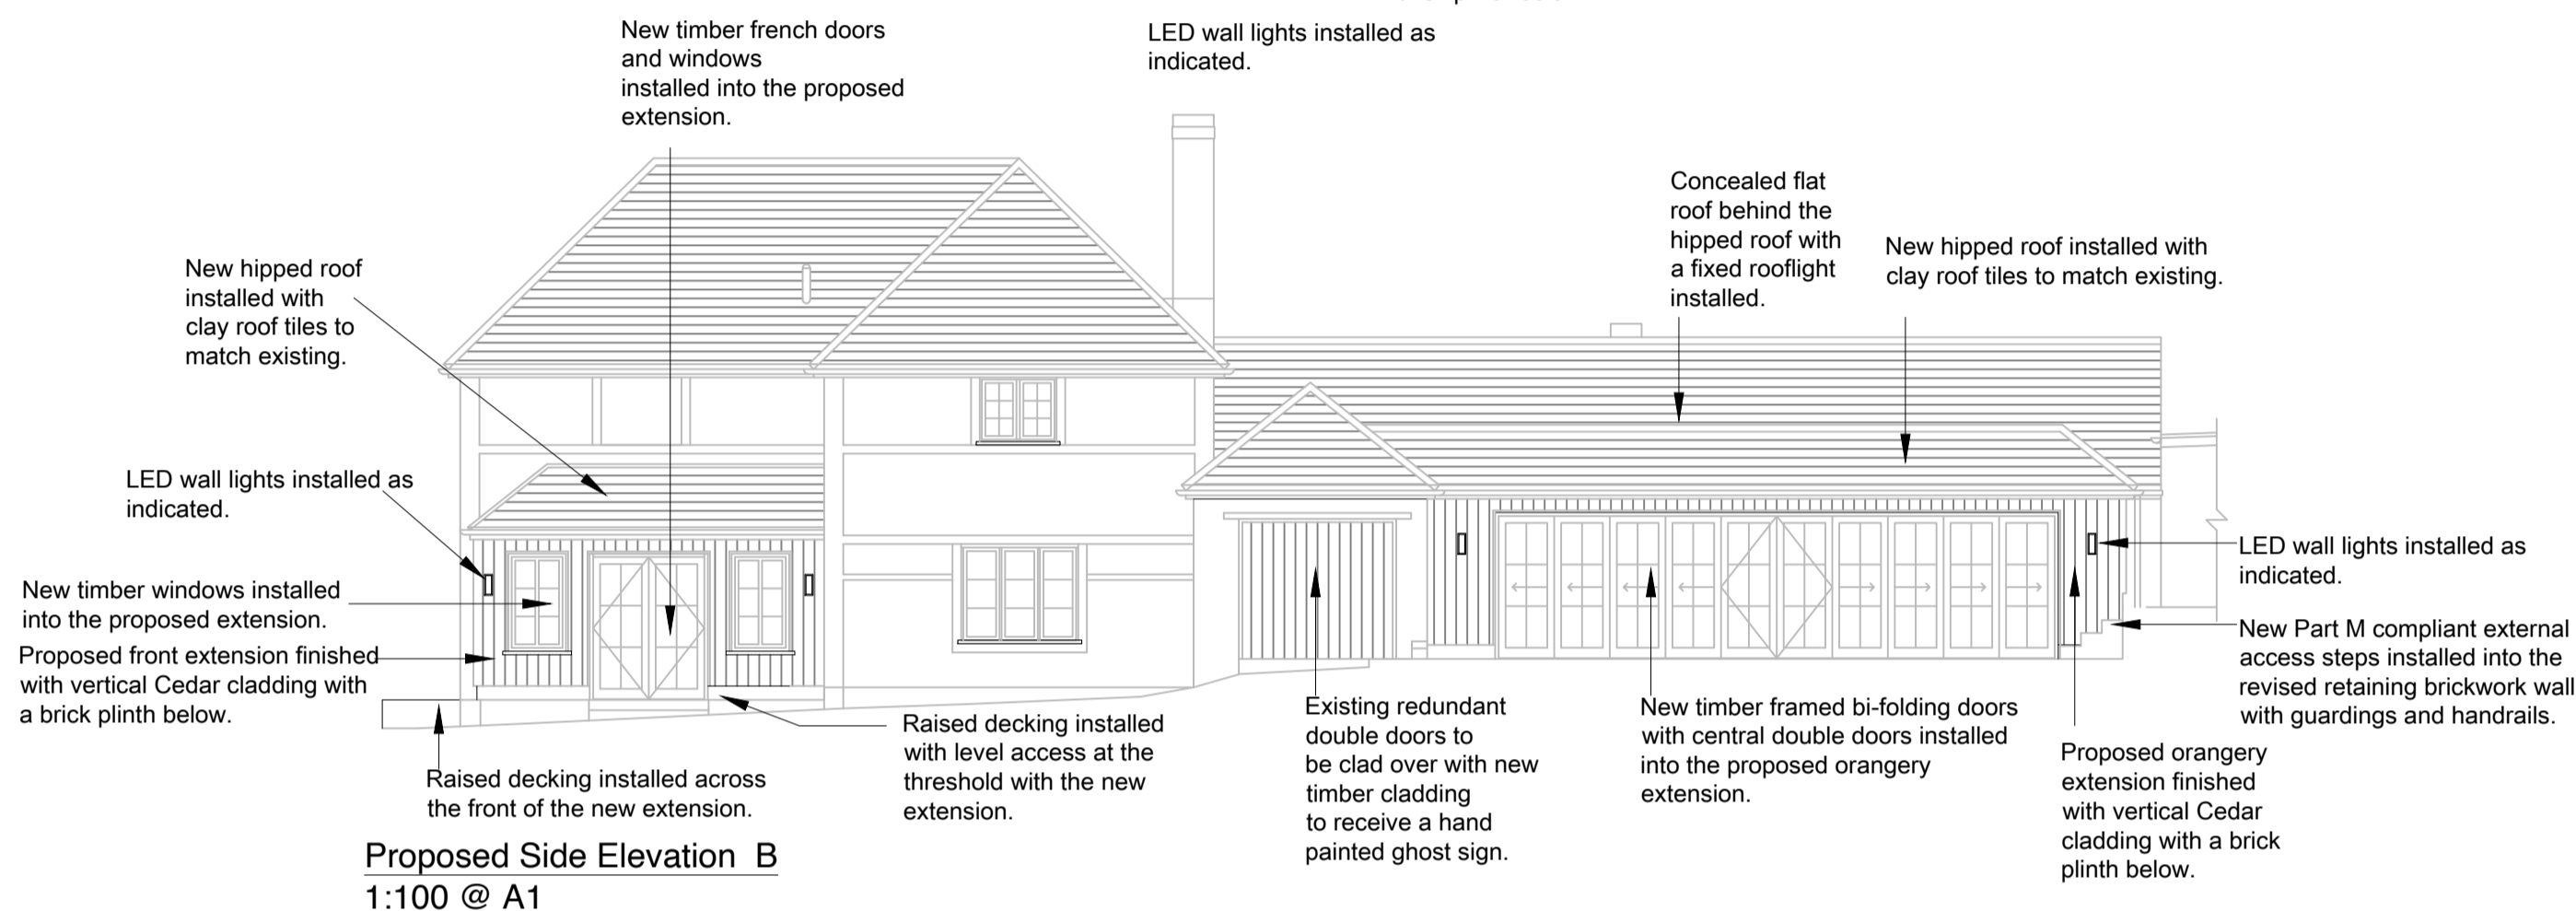 New timber french doors
and windows
installed into the proposed
extension.
LED wall lights installed as
indicated.
Concealed flat
roof behind the
hipped roof with
a fixed rooflight
installed.
New hipped roof installed with
clay roof tiles to match existing.
New hipped roof
installed with
clay roof tiles to
match existing.
LED wall lights installed as
indicated.
New timber windows installed
into the proposed extension.
Proposed front extension finished
with vertical Cedar cladding with
a brick plinth below.
Raised decking installed across
the front of the new extension.
Raised decking installed
with level access at the
threshold with the new
extension.
Existing redundant
double doors to
be clad over with new
timber cladding
to receive a hand
painted ghost sign.
New timber framed bi-folding doors
with central double doors installed
into the proposed orangery
extension.
LED wall lights installed as
indicated.
New Part M compliant external
access steps installed into the
revised retaining brickwork wall
with guardings and handrails.
Proposed orangery
extension finished
with vertical Cedar
cladding with a brick
plinth below.
Proposed Side Elevation B
1:100 @ A1